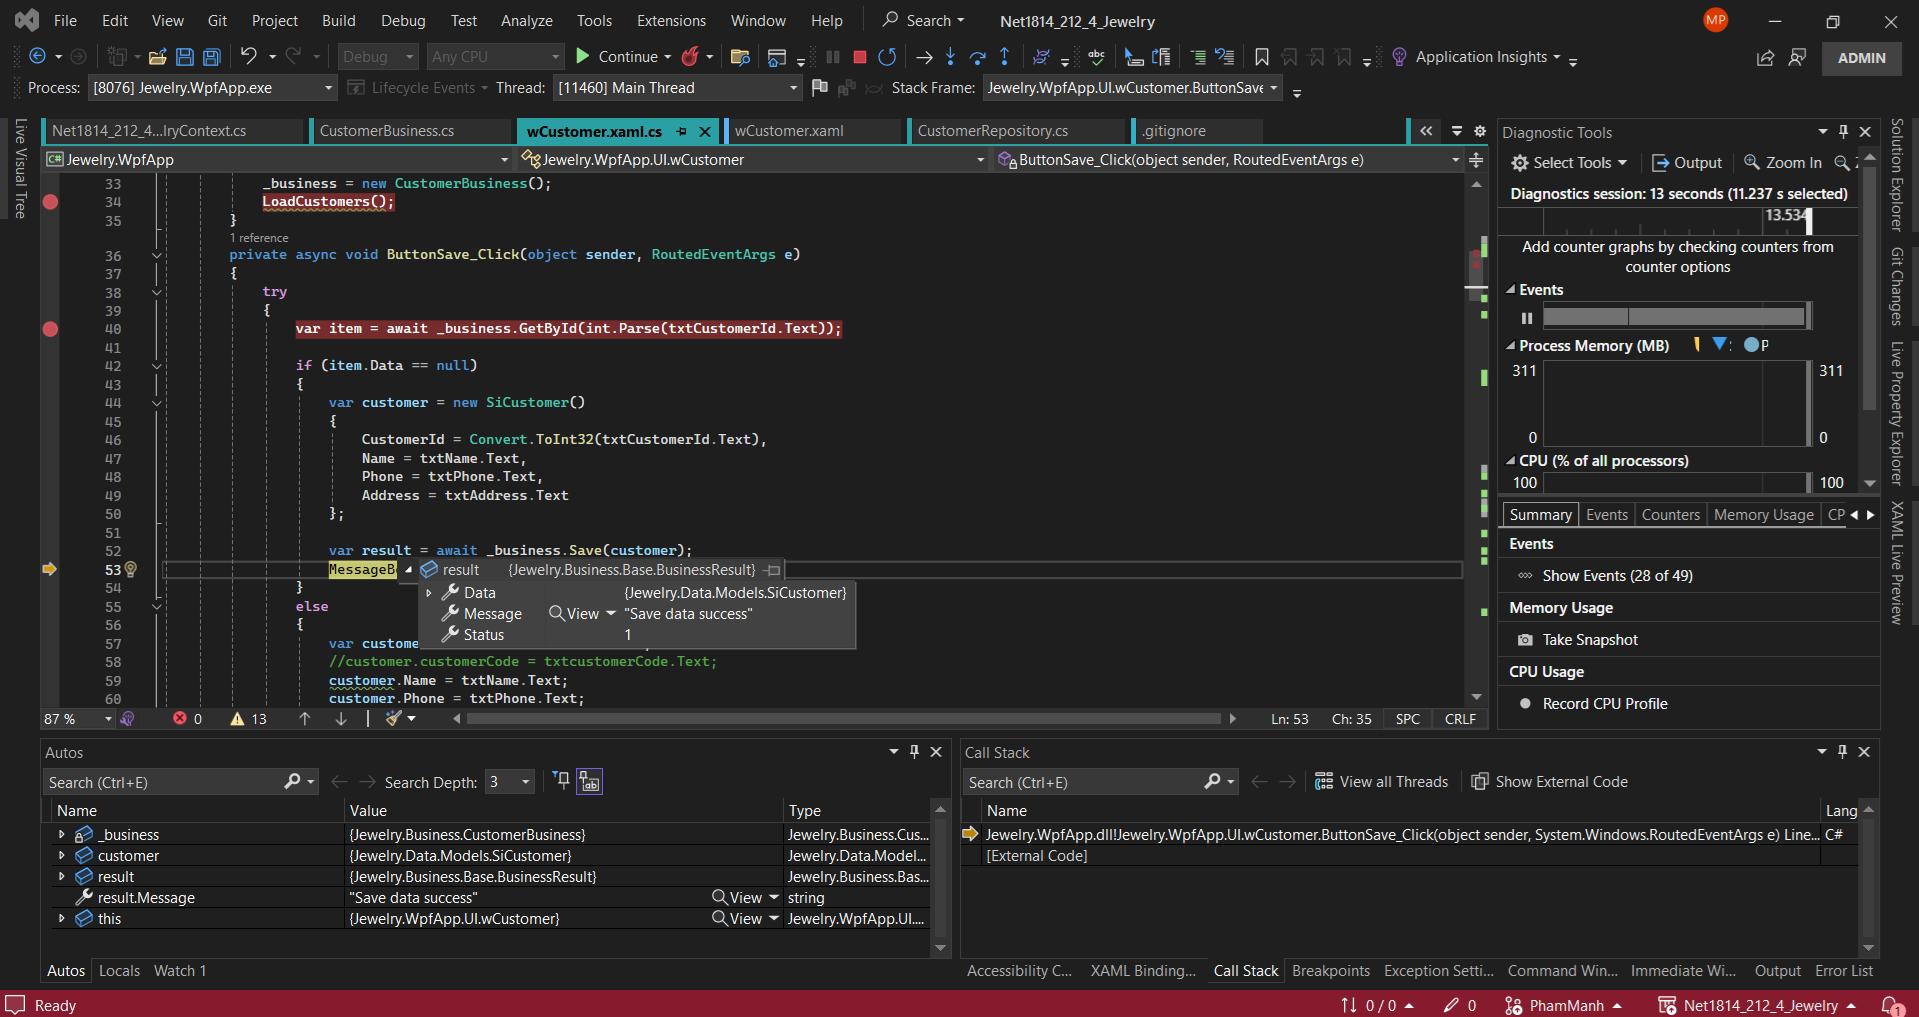 File Edit View Git Project Build Debug Test Analyze Tools Extensions Window Help Search Net1814_212_4_Jewelry MP
Debug Any CPU Continue Application Insights ADMIN
Process: [8076] Jewelry.WpfApp.exe Lifecycle Events Thread: [11460] Main Thread Stack Frame: Jewelry.WpfApp.UI.wCustomer.ButtonSave
Live Visual Tree
Net1814_212_4...lryContext.cs CustomerBusiness.cs wCustomer.xaml.cs wCustomer.xaml CustomerRepository.cs .gitignore
C# Jewelry.WpfApp Jewelry.WpfApp.UI.wCustomer ButtonSave_Click(object sender, RoutedEventArgs e)
33 _business = new CustomerBusiness();
34 LoadCustomers();
35 }
1 reference
36 private async void ButtonSave_Click(object sender, RoutedEventArgs e)
37 {
38 try
39 {
40 var item = await _business.GetById(int.Parse(txtCustomerId.Text));
41
42 if (item.Data == null)
43 {
44 var customer = new SiCustomer()
45 {
46 CustomerId = Convert.ToInt32(txtCustomerId.Text),
47 Name = txtName.Text,
48 Phone = txtPhone.Text,
49 Address = txtAddress.Text
50 };
51
52 var result = await _business.Save(customer);
53 MessageB result {Jewelry.Business.Base.BusinessResult}
Data {Jewelry.Data.Models.SiCustomer}
Message View "Save data success"
Status 1
54 }
55 else
56 {
57 var custome
58 //customer.customerCode = txtcustomerCode.Text;
59 customer.Name = txtName.Text;
60 customer.Phone = txtPhone.Text;
87 % 0 13 Ln: 53 Ch: 35 SPC CRLF
Diagnostic Tools
Select Tools Output Zoom In
Diagnostics session: 13 seconds (11.237 s selected)
13.534
Add counter graphs by checking counters from
counter options
Events
Process Memory (MB) P
311 311
0 0
CPU (% of all processors)
100 100
Summary Events Counters Memory Usage CP
Events
Show Events (28 of 49)
Memory Usage
Take Snapshot
CPU Usage
Record CPU Profile
Solution Explorer
Git Changes
Live Property Explorer
XAML Live Preview
Autos
Search (Ctrl+E) Search Depth: 3
Name Value Type
_business {Jewelry.Business.CustomerBusiness} Jewelry.Business.Cus...
customer {Jewelry.Data.Models.SiCustomer} Jewelry.Data.Model...
result {Jewelry.Business.Base.BusinessResult} Jewelry.Business.Bas...
result.Message "Save data success" View string
this {Jewelry.WpfApp.UI.wCustomer} View Jewelry.WpfApp.UI....
Autos Locals Watch 1
Call Stack
Search (Ctrl+E) View all Threads Show External Code
Name Lang
Jewelry.WpfApp.dll!Jewelry.WpfApp.UI.wCustomer.ButtonSave_Click(object sender, System.Windows.RoutedEventArgs e) Line... C#
[External Code]
Accessibility C... XAML Binding... Call Stack Breakpoints Exception Setti... Command Win... Immediate Wi... Output Error List
Ready 0 / 0 0 PhamManh Net1814_212_4_Jewelry 1